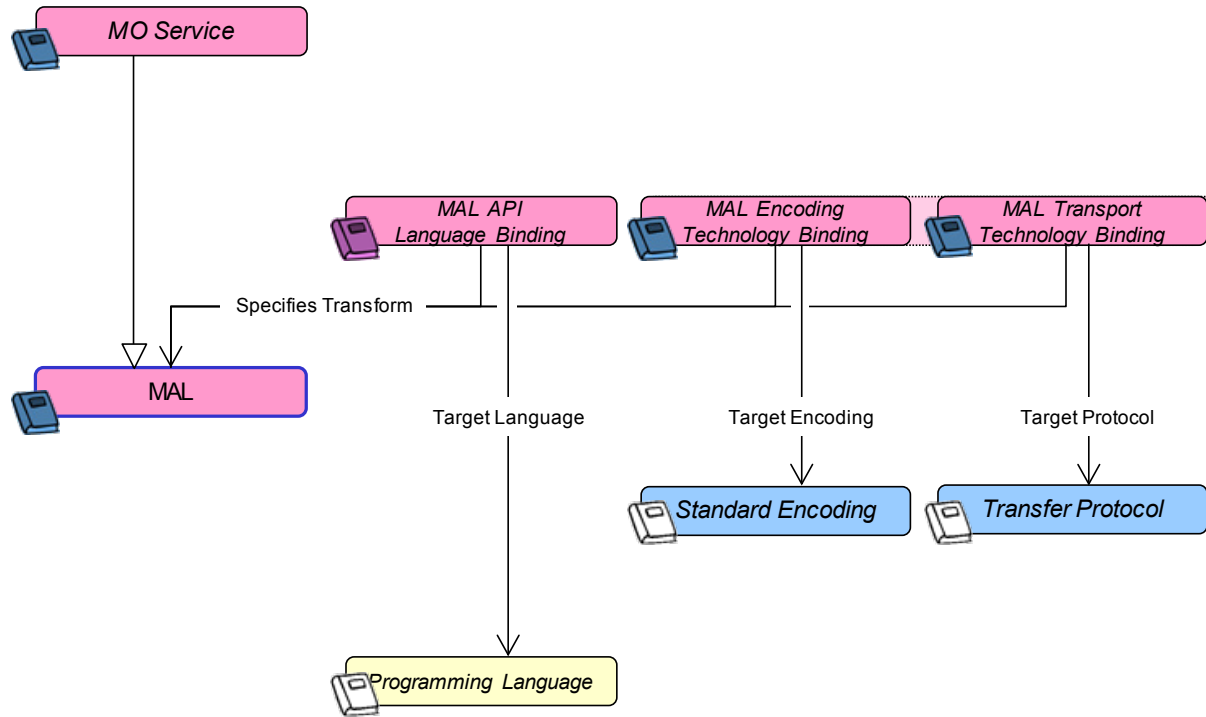 MO Service
MAL API
Language Binding
MAL Encoding
Technology Binding
MAL Transport
Technology Binding
Specifies Transform
MAL
Target Language
Target Encoding
Target Protocol
Standard Encoding
Transfer Protocol
Programming Language